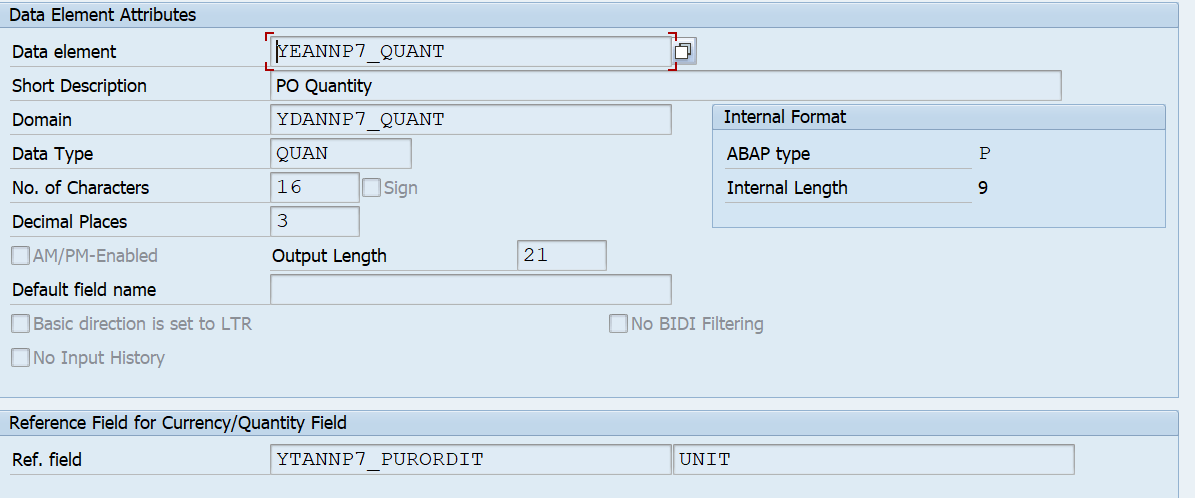 Data Element Attributes
Data element YEANNP7_QUANT
Short Description PO Quantity
Domain YDANNP7_QUANT
Internal Format
Data Type QUAN
ABAP type P
No. of Characters 16 Sign
Internal Length 9
Decimal Places 3
AM/PM-Enabled Output Length 21
Default field name
Basic direction is set to LTR No BIDI Filtering
No Input History
Reference Field for Currency/Quantity Field
Ref. field YTANNP7_PURORDIT UNIT